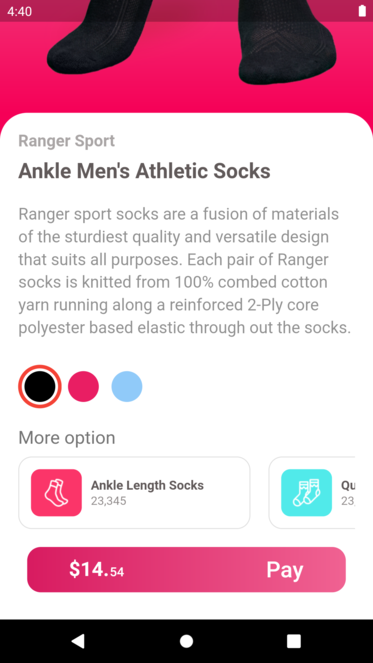 4:40
Ranger Sport
Ankle Men's Athletic Socks
Ranger sport socks are a fusion of materials
of the sturdiest quality and versatile design
that suits all purposes. Each pair of Ranger
socks is knitted from 100% combed cotton
yarn running along a reinforced 2-Ply core
polyester based elastic through out the socks.
More option
Ankle Length Socks
23,345
Qu
23,
$14.54
Pay